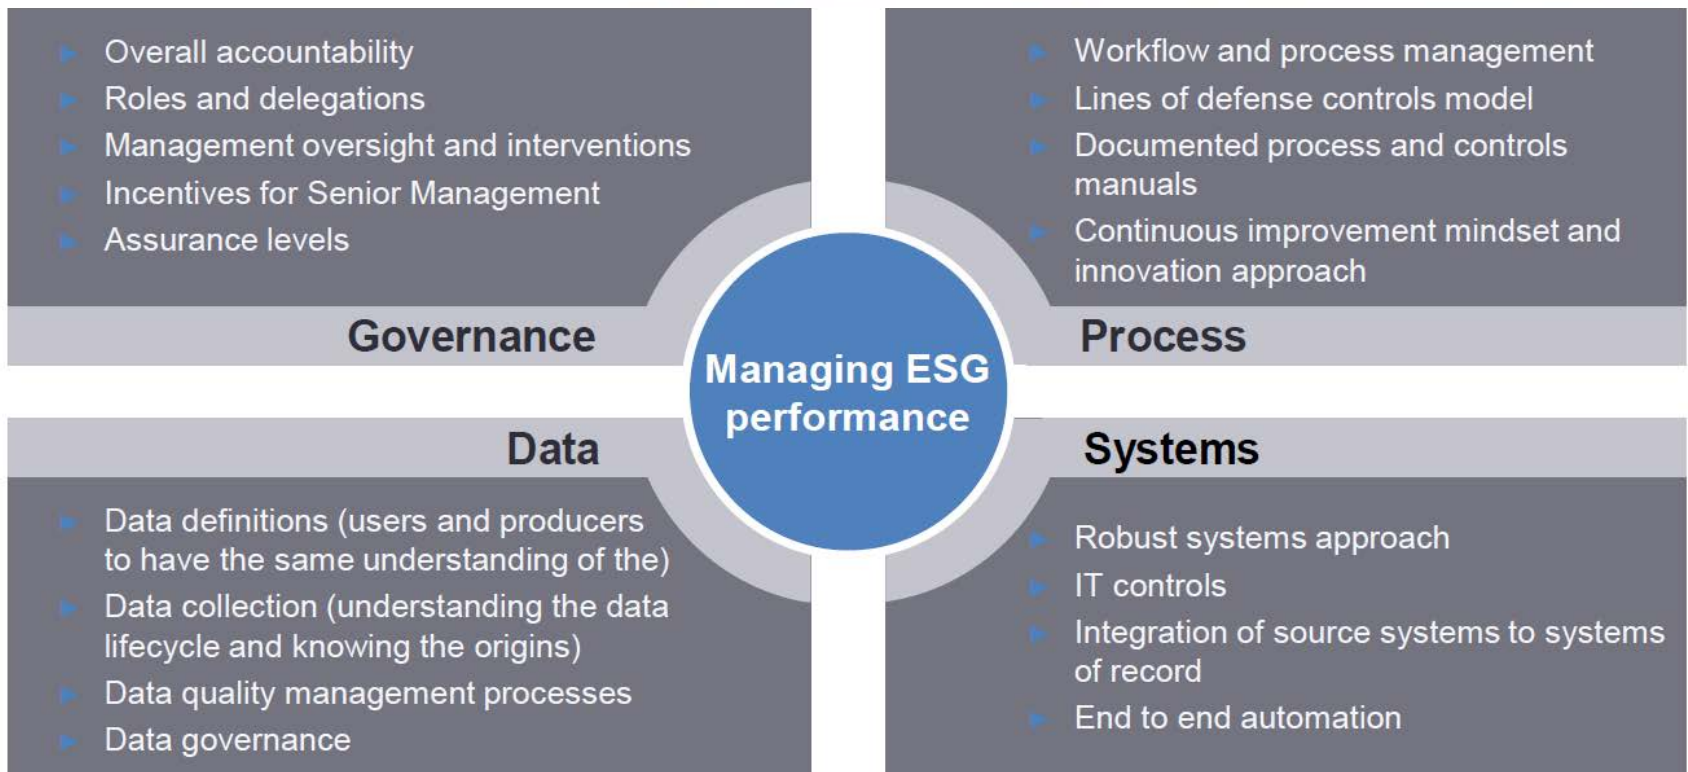 Overall accountability
Roles and delegations
Management oversight and interventions
Incentives for Senior Management
Assurance levels
Governance
Workflow and process management
Lines of defense controls model
Documented process and controls
manuals
Continuous improvement mindset and
innovation approach
Process
Managing ESG
performance
Data
Data definitions (users and producers
to have the same understanding of the)
Data collection (understanding the data
lifecycle and knowing the origins)
Data quality management processes
Data governance
Systems
Robust systems approach
IT controls
Integration of source systems to systems
of record
End to end automation